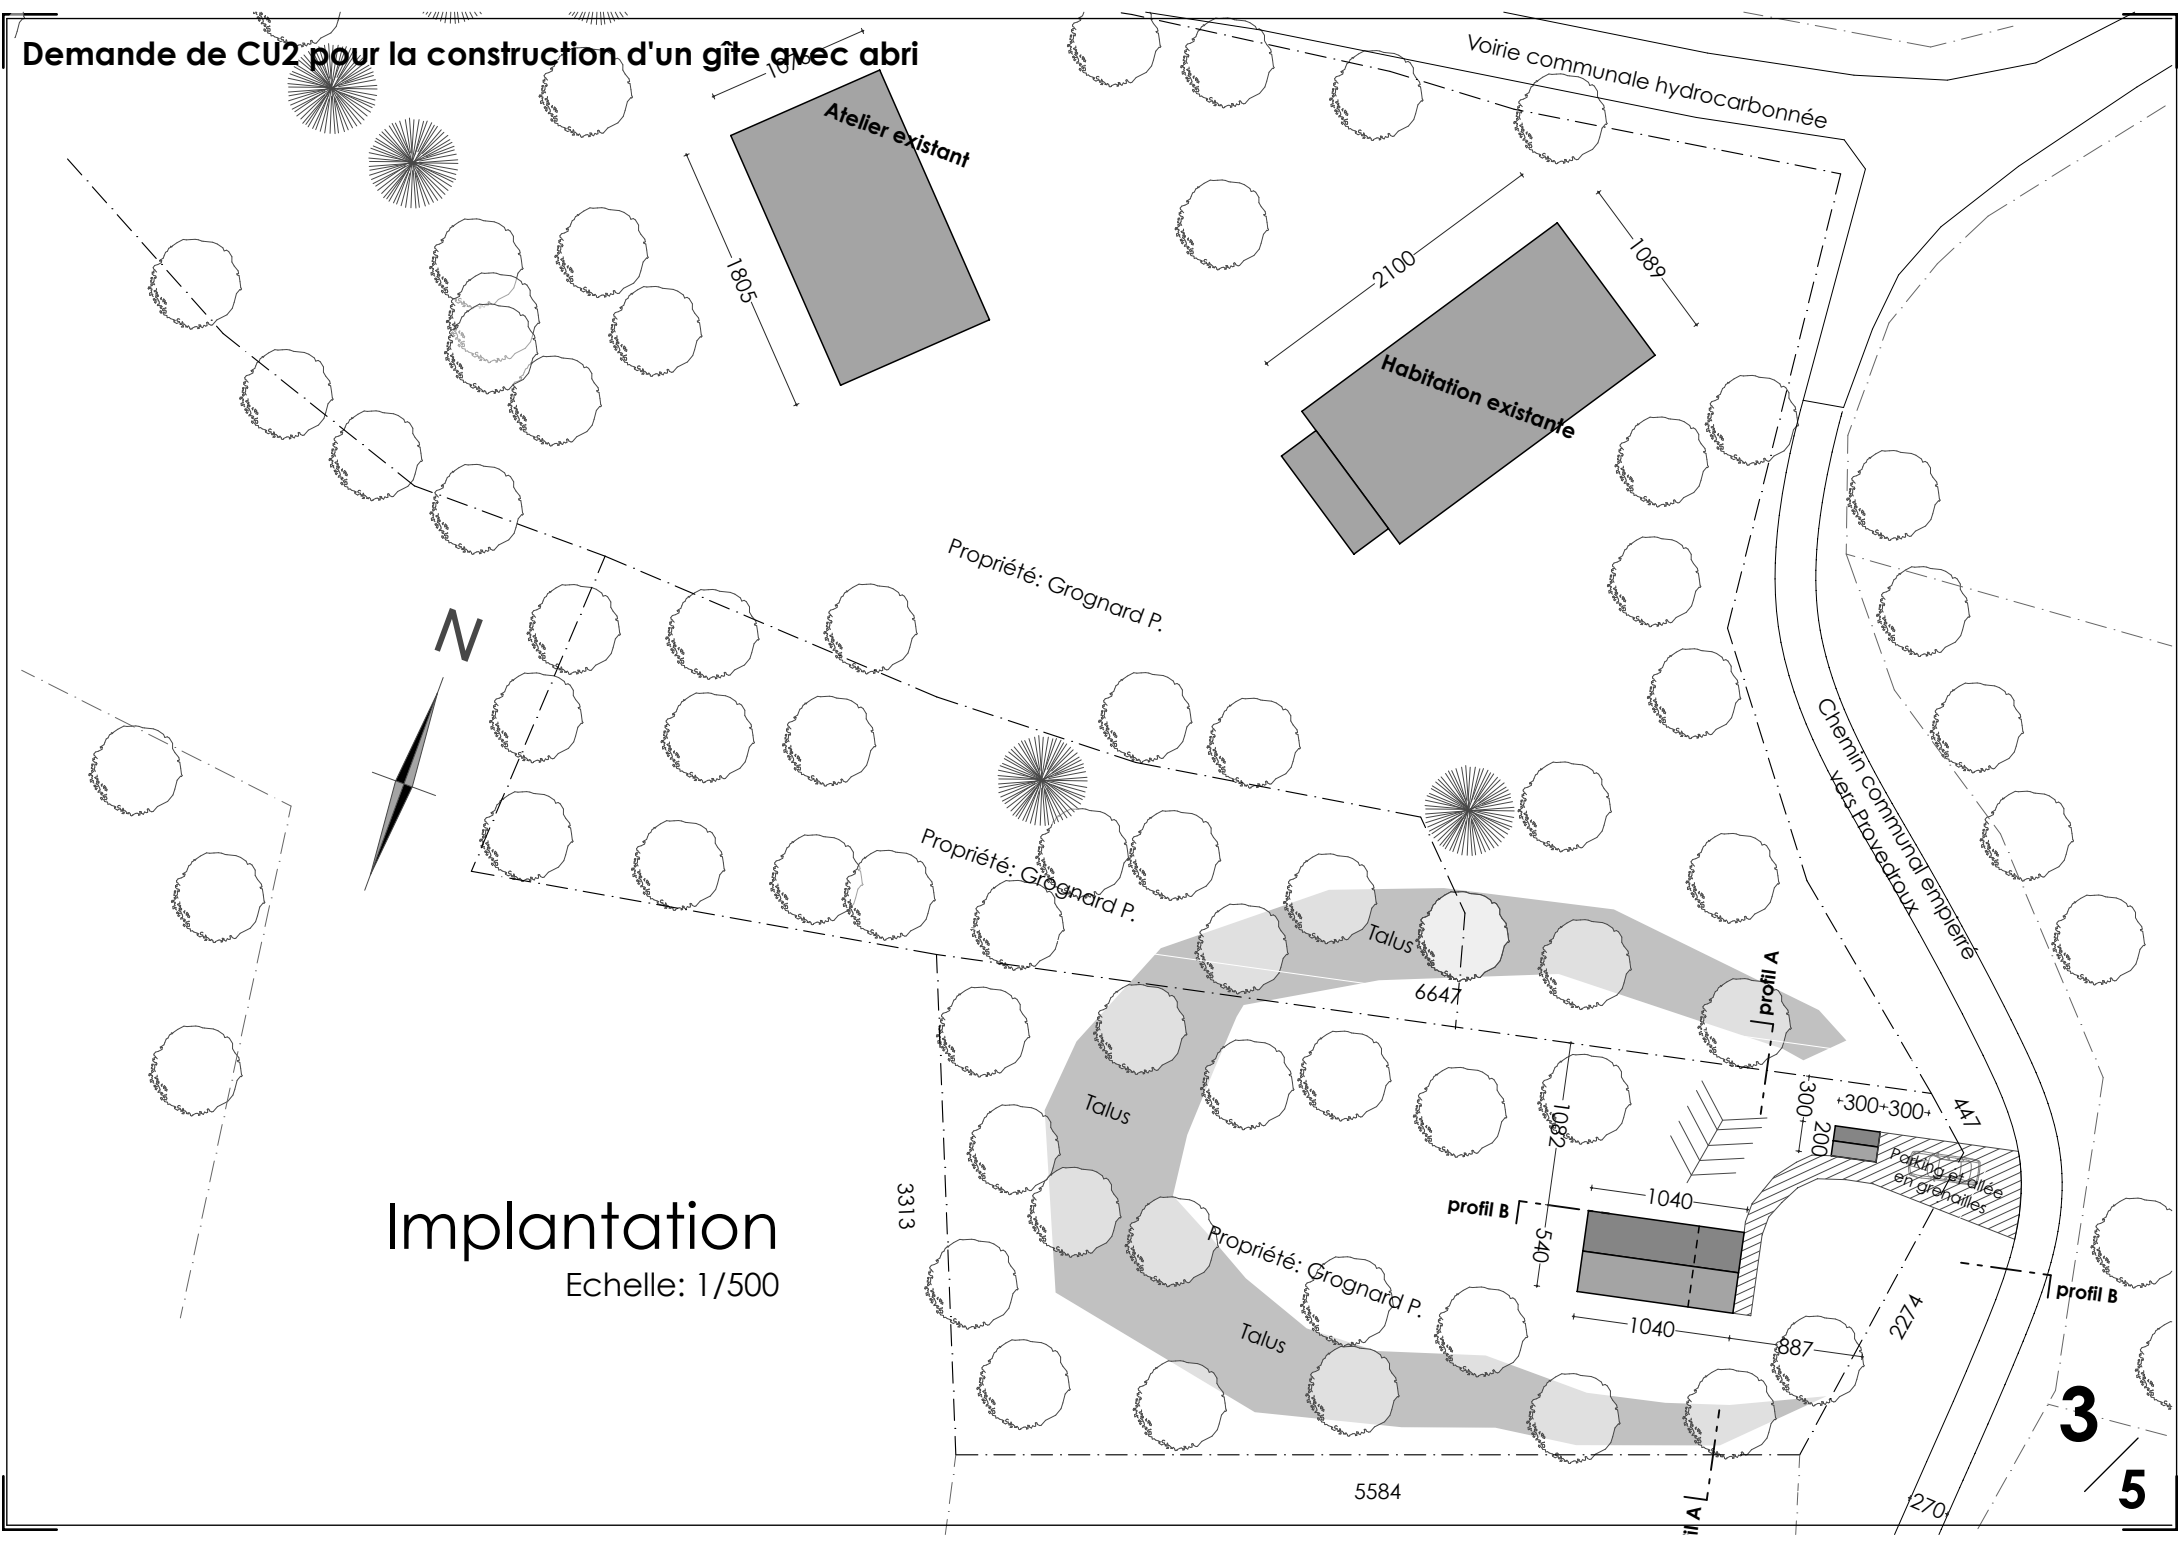 Demande de CU2 pour la construction d'un gîte avec abri
Voirie communale hydrocarbonnée
Atelier existant
1805
2100
1089
Habitation existante
Propriété: Grognard P.
N
Chemin communal empierré
vers Provedroux
Propriété: Grognard P.
Talus
6647
profil A
300
300
300
447
200
1082
Talus
Parking et allée
en grenailles
3313
Implantation
Echelle: 1/500
profil B
1040
540
Propriété: Grognard P.
profil B
1040
887
2274
Talus
3
5
5584
270
il A